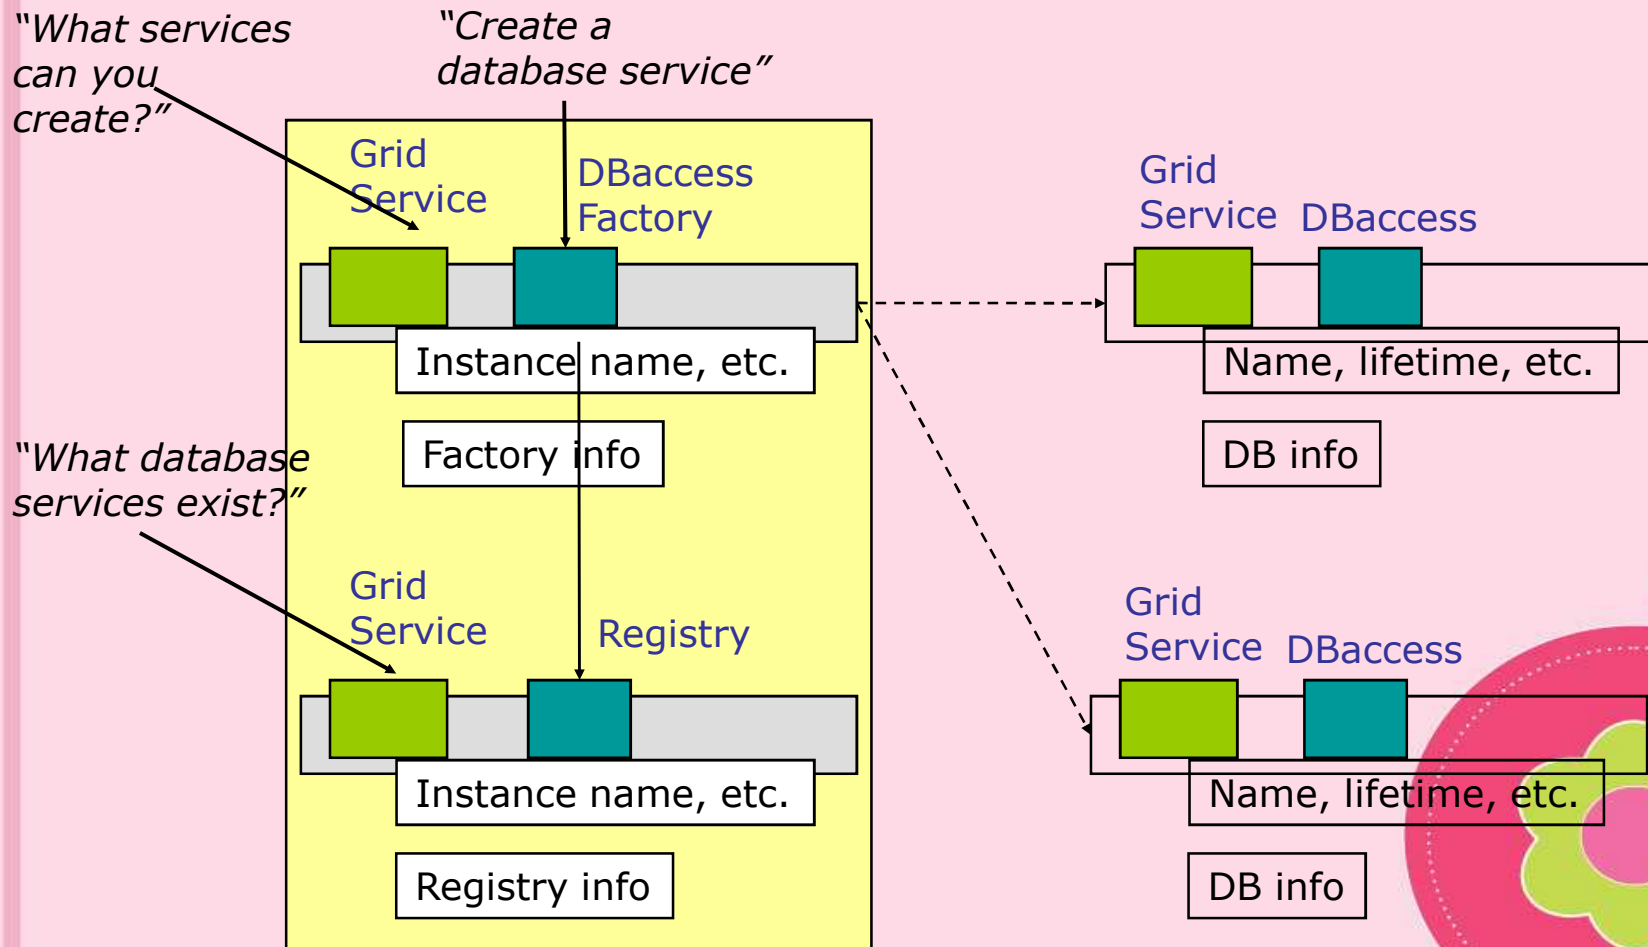 “What services
can you
create?”
“Create a
database service”
Grid
Service
DBaccess
Factory
Instance name, etc.
Factory info
Grid
Service
DBaccess
Name, lifetime, etc.
DB info
“What database
services exist?”
Grid
Service
Registry
Instance name, etc.
Registry info
Grid
Service
DBaccess
Name, lifetime, etc.
DB info